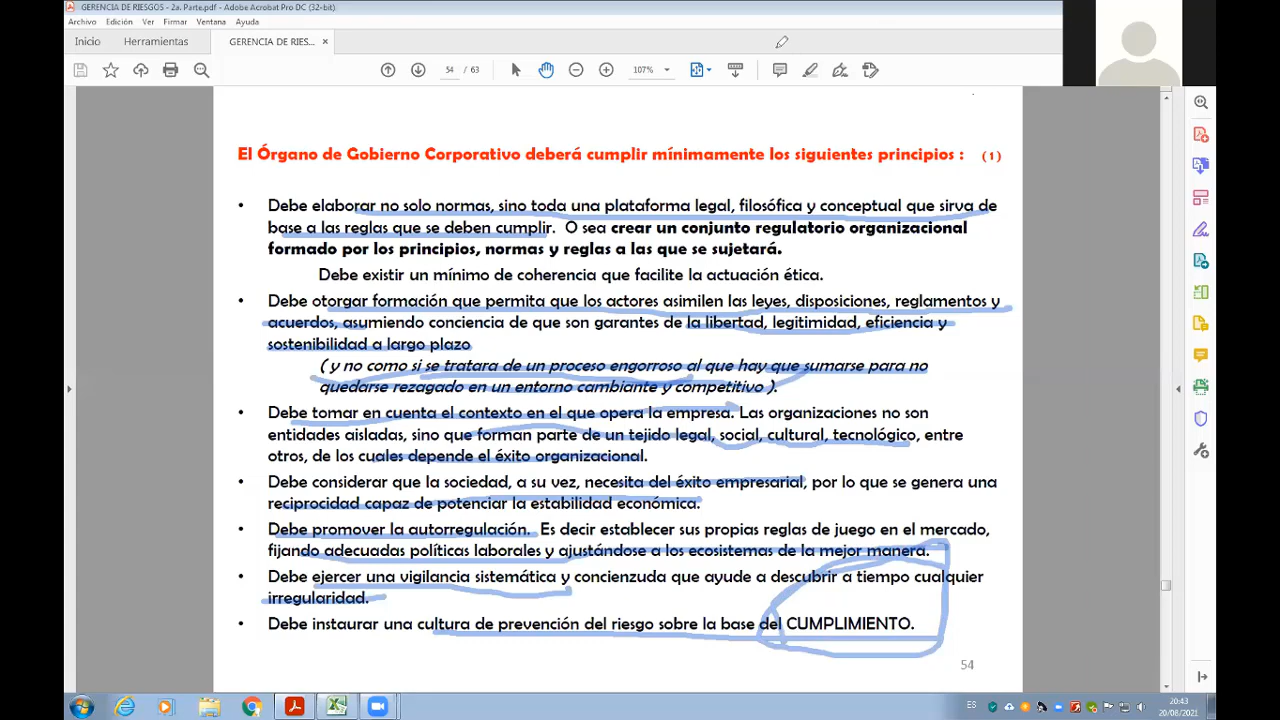 GERENCIA DE RIESGOS - 2a. Parte.pdf - Adobe Acrobat Pro DC (32-bit)
Archivo Edición Ver Firmar Ventana Ayuda
Inicio Herramientas GERENCIA DE RIES... ×
54 / 63 107%
El Órgano de Gobierno Corporativo deberá cumplir mínimamente los siguientes principios : (1)
• Debe elaborar no solo normas, sino toda una plataforma legal, filosófica y conceptual que sirva de
base a las reglas que se deben cumplir. O sea crear un conjunto regulatorio organizacional
formado por los principios, normas y reglas a las que se sujetará.
Debe existir un mínimo de coherencia que facilite la actuación ética.
• Debe otorgar formación que permita que los actores asimilen las leyes, disposiciones, reglamentos y
acuerdos, asumiendo conciencia de que son garantes de la libertad, legitimidad, eficiencia y
sostenibilidad a largo plazo
( y no como si se tratara de un proceso engorroso al que hay que sumarse para no
quedarse rezagado en un entorno cambiante y competitivo ).
• Debe tomar en cuenta el contexto en el que opera la empresa. Las organizaciones no son
entidades aisladas, sino que forman parte de un tejido legal, social, cultural, tecnológico, entre
otros, de los cuales depende el éxito organizacional.
• Debe considerar que la sociedad, a su vez, necesita del éxito empresarial, por lo que se genera una
reciprocidad capaz de potenciar la estabilidad económica.
• Debe promover la autorregulación. Es decir establecer sus propias reglas de juego en el mercado,
fijando adecuadas políticas laborales y ajustándose a los ecosistemas de la mejor manera.
• Debe ejercer una vigilancia sistemática y concienzuda que ayude a descubrir a tiempo cualquier
irregularidad.
• Debe instaurar una cultura de prevención del riesgo sobre la base del CUMPLIMIENTO.
54
ES
20:43
20/08/2021